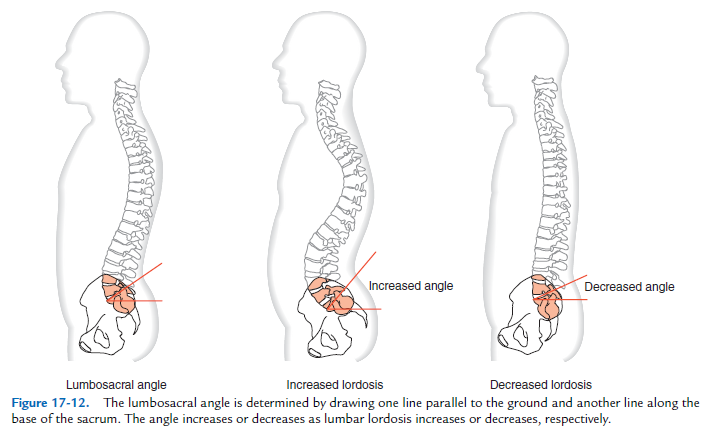 Increased angle
Decreased angle
Lumbosacral angle
Increased lordosis
Decreased lordosis
Figure 17-12. The lumbosacral angle is determined by drawing one line parallel to the ground and another line along the
base of the sacrum. The angle increases or decreases as lumbar lordosis increases or decreases, respectively.